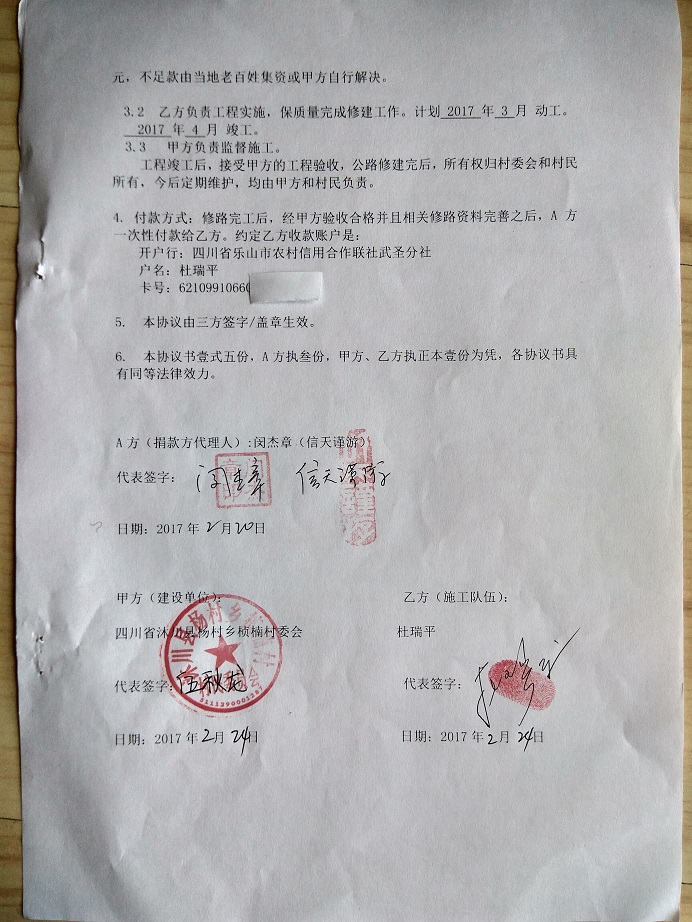 元，不足款由当地老百姓集资或甲方自行解决。
3.2 乙方负责工程实施，保质量完成修建工作。计划 2017 年 3 月 动工。
2017 年 4 月 竣工。
3.3 甲方负责监督施工。
工程竣工后，接受甲方的工程验收，公路修建完后，所有权归村委会和村民
所有，今后定期维护，均由甲方和村民负责。
4. 付款方式：修路完工后，经甲方验收合格并且相关修路资料完善之后，A 方
一次性付款给乙方。约定乙方收款账户是：
开户行：四川省乐山市农村信用合作联社武圣分社
户名：杜瑞平
卡号：62109910660
5. 本协议由三方签字/盖章生效。
6. 本协议书壹式五份，A方执叁份，甲方、乙方执正本壹份为凭，各协议书具
有同等法律效力。
A方（捐款方代理人）:闵杰章（信天谨游）
代表签字： 闵杰章 信天谨游
日期：2017 年 2 月 20 日
甲方（建设单位）： 乙方（施工队伍）：
四川省沐川县杨村乡桢楠村委会 杜瑞平
代表签字：伍秋龙 代表签字：
日期：2017 年 2 月 24 日 日期：2017 年 2 月 24 日